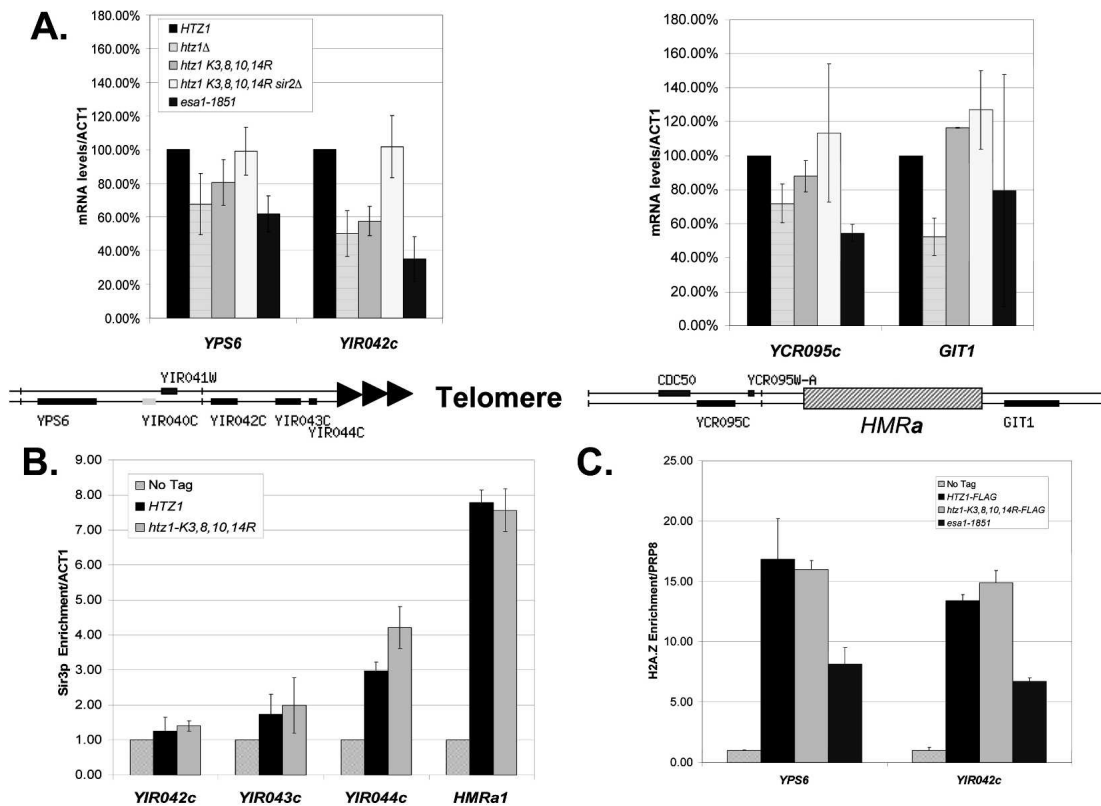 A.
180.00%
160.00%
140.00%
120.00%
100.00%
80.00%
60.00%
40.00%
20.00%
0.00%
mRNA levels/ACT1
HTZ1
htz1Δ
htz1 K3,8,10,14R
htz1 K3,8,10,14R sir2Δ
esa1-1851
YPS6
YIR042c
180.00%
160.00%
140.00%
120.00%
100.00%
80.00%
60.00%
40.00%
20.00%
0.00%
mRNA levels/ACT1
YCR095c
GIT1
YIR041W
YPS6
YIR040C
YIR042C
YIR043C
YIR044C
Telomere
CDC50
YCR095W-A
YCR095C
HMRa
GIT1
B.
9.00
8.00
7.00
6.00
5.00
4.00
3.00
2.00
1.00
0.00
Sir3p Enrichment/ACT1
No Tag
HTZ1
htz1-K3,8,10,14R
YIR042c
YIR043c
YIR044c
HMRa1
C.
25.00
20.00
15.00
10.00
5.00
0.00
H2A.Z Enrichment/PRP8
No Tag
HTZ1-FLAG
htz1-K3,8,10,14R-FLAG
esa1-1851
YPS6
YIR042c